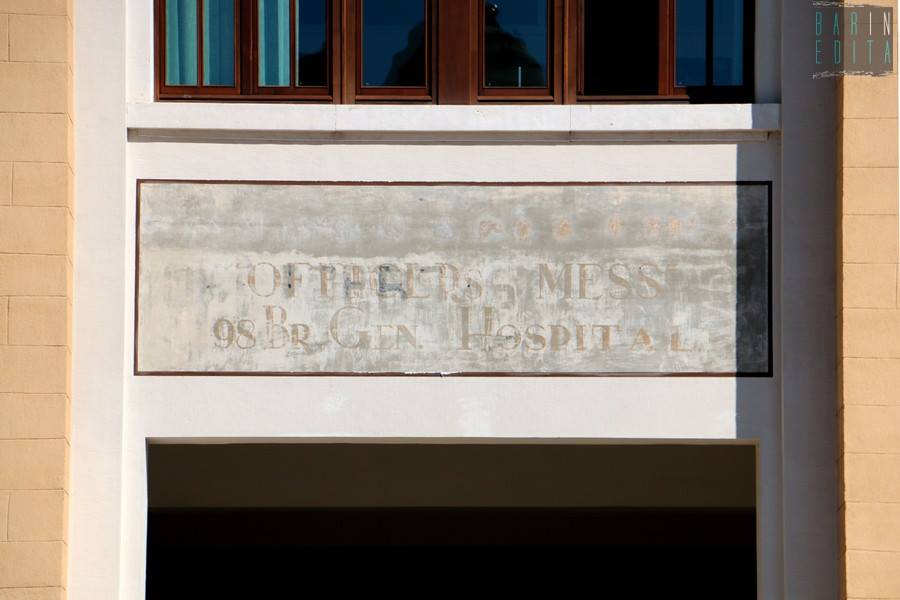 BARIN
EDITA
OFFICERS MESS
98 BR GEN. HOSPITAL.